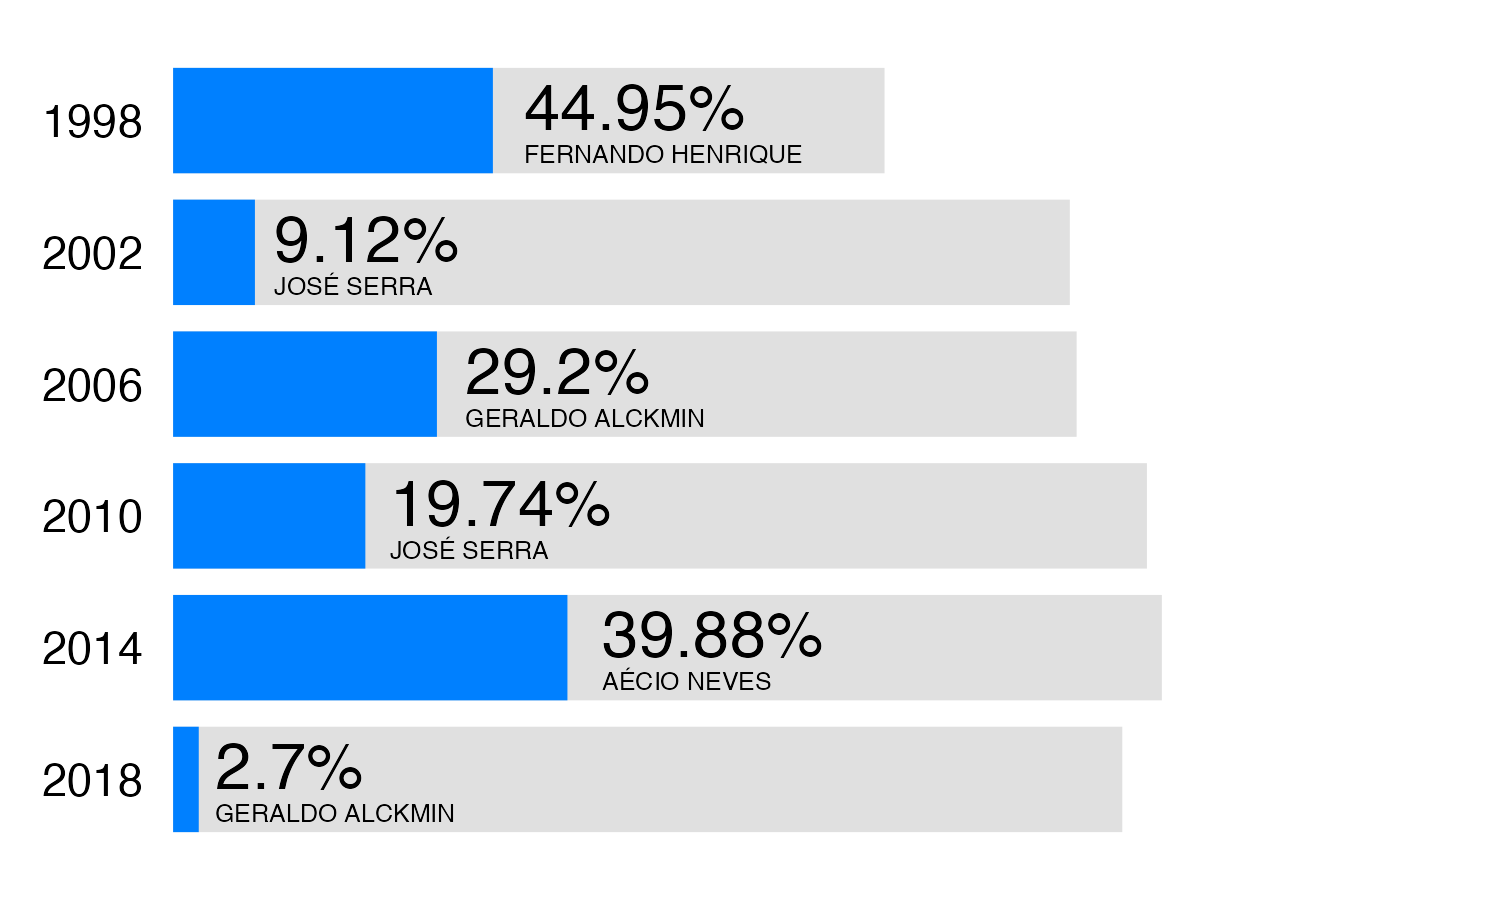 1998
44.95%
FERNANDO HENRIQUE
2002
9.12%
JOSÉ SERRA
2006
29.2%
GERALDO ALCKMIN
2010
19.74%
JOSÉ SERRA
2014
39.88%
AÉCIO NEVES
2018
2.7%
GERALDO ALCKMIN